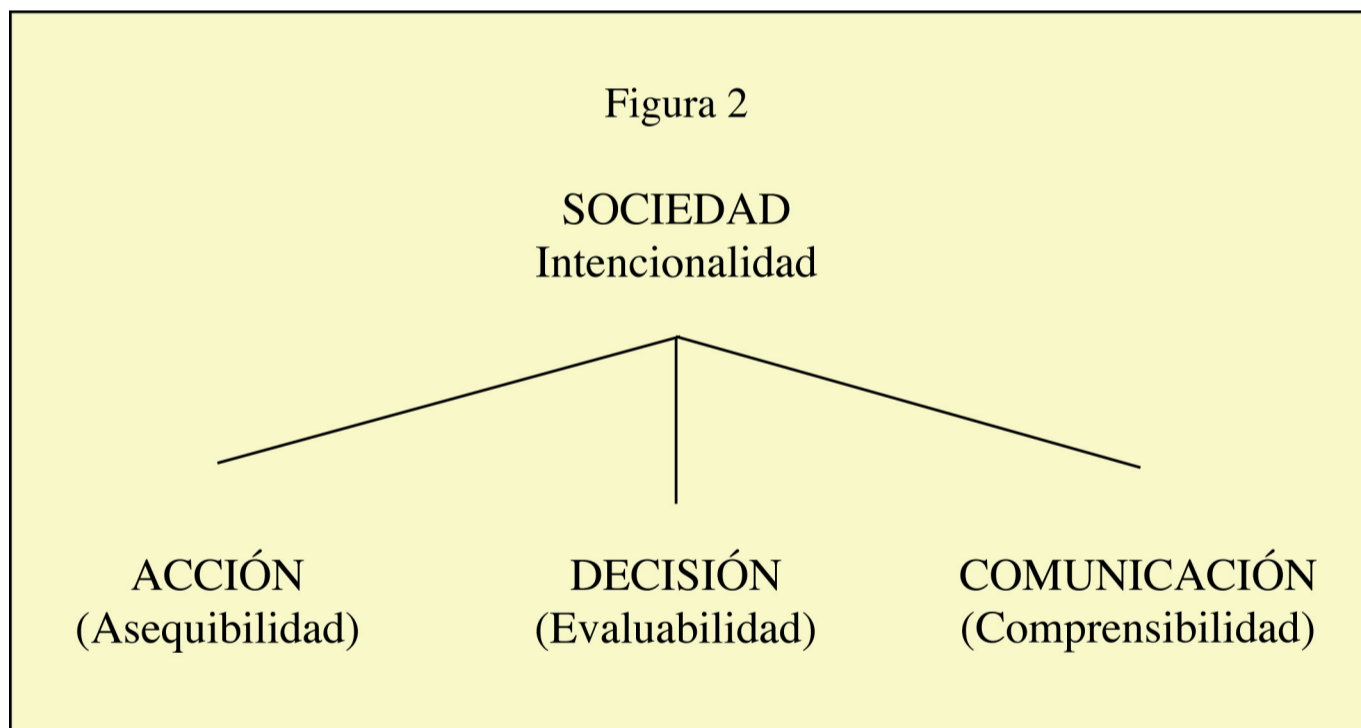 Figura 2
SOCIEDAD
Intencionalidad
ACCIÓN
(Asequibilidad)
DECISIÓN
(Evaluabilidad)
COMUNICACIÓN
(Comprensibilidad)